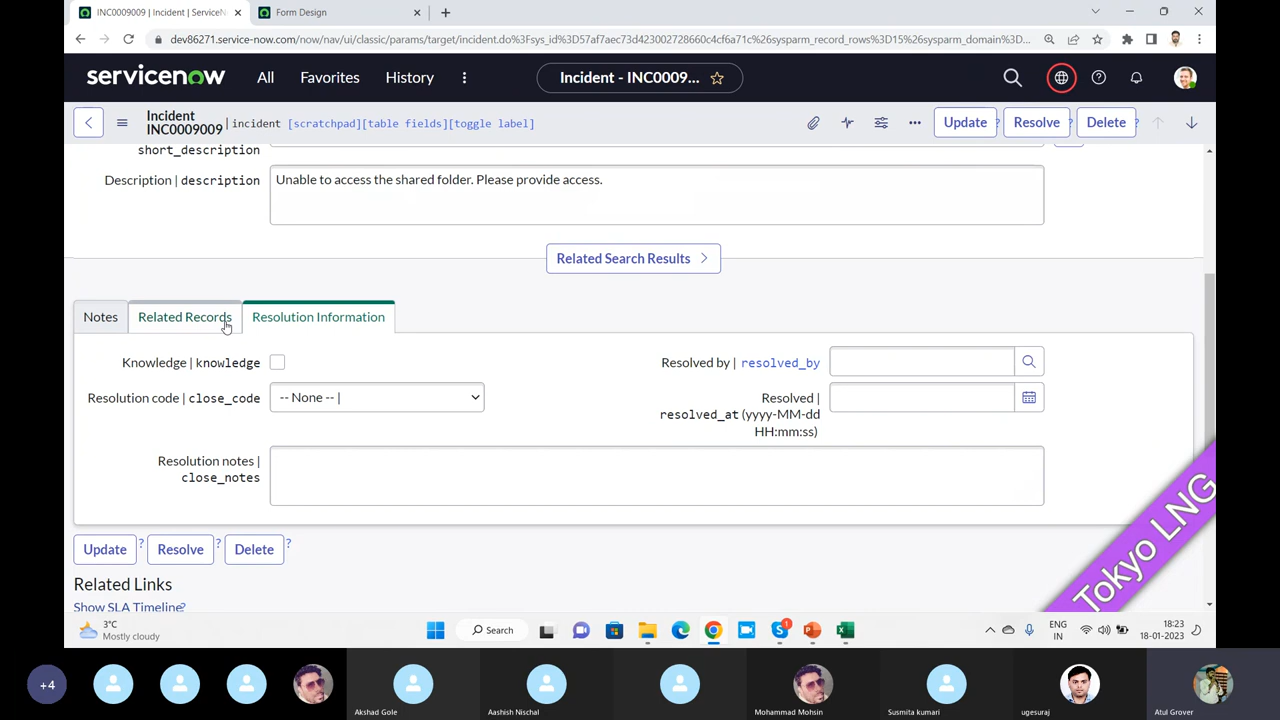 INC0009009 | Incident | ServiceN
Form Design
dev86271.service-now.com/now/nav/ui/classic/params/target/incident.do%3Fsys_id%3D57af7aec73d423002728660c4cf6a71c%26sysparm_record_rows%3D15%26sysparm_domain%3D...
servicenow
All
Favorites
History
Incident - INC0009...
Incident
INC0009009
| incident [scratchpad][table fields][toggle label]
Update
?
Resolve
?
Delete
?
short_description
Description | description
Unable to access the shared folder. Please provide access.
Related Search Results
Notes
Related Records
Resolution Information
Knowledge | knowledge
Resolved by | resolved_by
Resolution code | close_code
-- None -- |
Resolved |
resolved_at (yyyy-MM-dd
HH:mm:ss)
Resolution notes |
close_notes
Update
?
Resolve
?
Delete
?
Related Links
Show SLA Timeline?
Tokyo LNG
3°C
Mostly cloudy
Search
1
ENG
IN
18:23
18-01-2023
+4
Akshad Gole
Aashish Nischal
Mohammad Mohsin
Susmita kumari
ugesuraj
Atul Grover